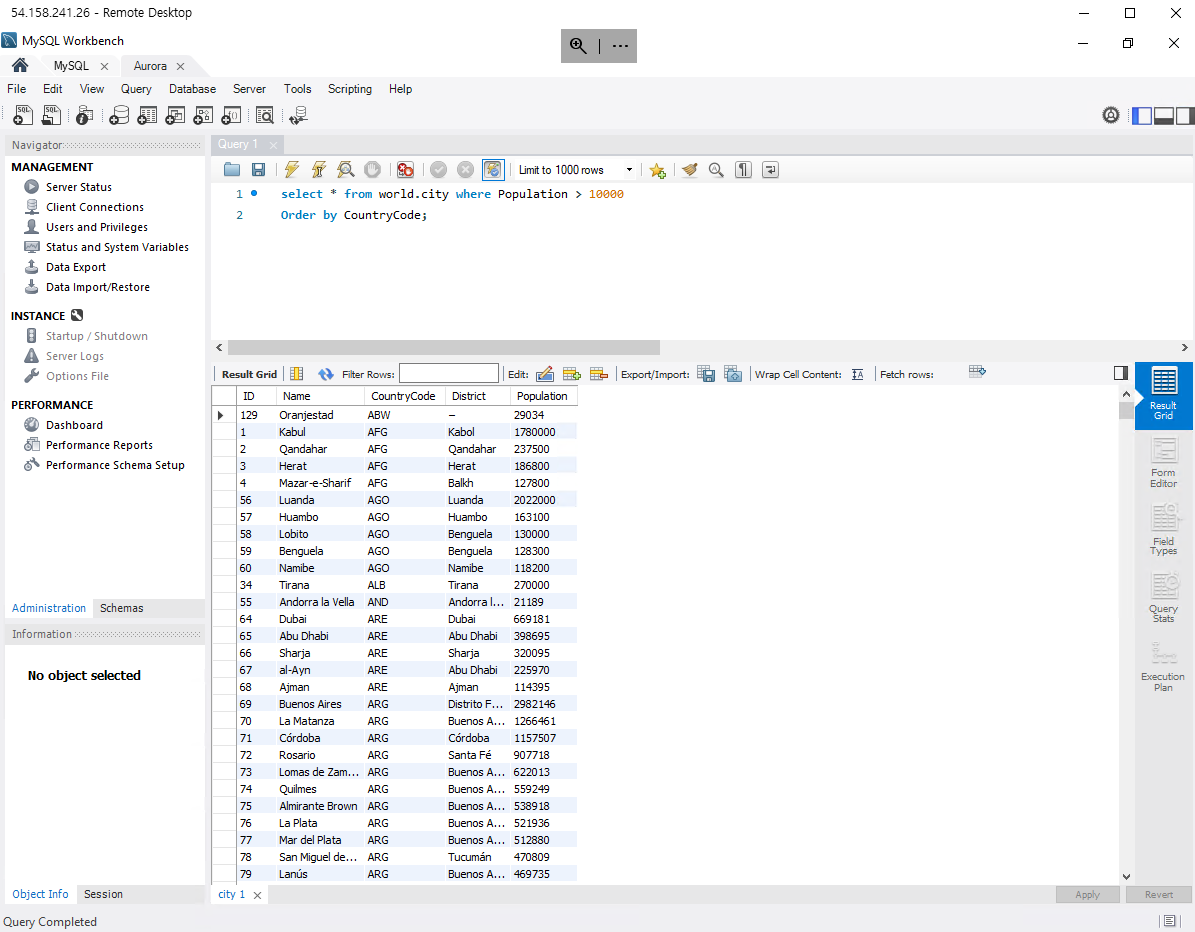 54.158.241.26 - Remote Desktop
MySQL Workbench
MySQL Aurora
File Edit View Query Database Server Tools Scripting Help
Navigator
MANAGEMENT
Server Status
Client Connections
Users and Privileges
Status and System Variables
Data Export
Data Import/Restore
INSTANCE
Startup / Shutdown
Server Logs
Options File
PERFORMANCE
Dashboard
Performance Reports
Performance Schema Setup
Administration Schemas
Information
No object selected
Object Info Session
Query 1
Limit to 1000 rows
1 select * from world.city where Population > 10000
2 Order by CountryCode;
Result Grid Filter Rows: Edit: Export/Import: Wrap Cell Content: Fetch rows:
ID Name CountryCode District Population
129 Oranjestad ABW – 29034
1 Kabul AFG Kabol 1780000
2 Qandahar AFG Qandahar 237500
3 Herat AFG Herat 186800
4 Mazar-e-Sharif AFG Balkh 127800
56 Luanda AGO Luanda 2022000
57 Huambo AGO Huambo 163100
58 Lobito AGO Benguela 130000
59 Benguela AGO Benguela 128300
60 Namibe AGO Namibe 118200
34 Tirana ALB Tirana 270000
55 Andorra la Vella AND Andorra l... 21189
64 Dubai ARE Dubai 669181
65 Abu Dhabi ARE Abu Dhabi 398695
66 Sharja ARE Sharja 320095
67 al-Ayn ARE Abu Dhabi 225970
68 Ajman ARE Ajman 114395
69 Buenos Aires ARG Distrito F... 2982146
70 La Matanza ARG Buenos A... 1266461
71 Córdoba ARG Córdoba 1157507
72 Rosario ARG Santa Fé 907718
73 Lomas de Zam... ARG Buenos A... 622013
74 Quilmes ARG Buenos A... 559249
75 Almirante Brown ARG Buenos A... 538918
76 La Plata ARG Buenos A... 521936
77 Mar del Plata ARG Buenos A... 512880
78 San Miguel de... ARG Tucumán 470809
79 Lanús ARG Buenos A... 469735
Result
Grid
Form
Editor
Field
Types
Query
Stats
Execution
Plan
city 1
Apply Revert
Query Completed